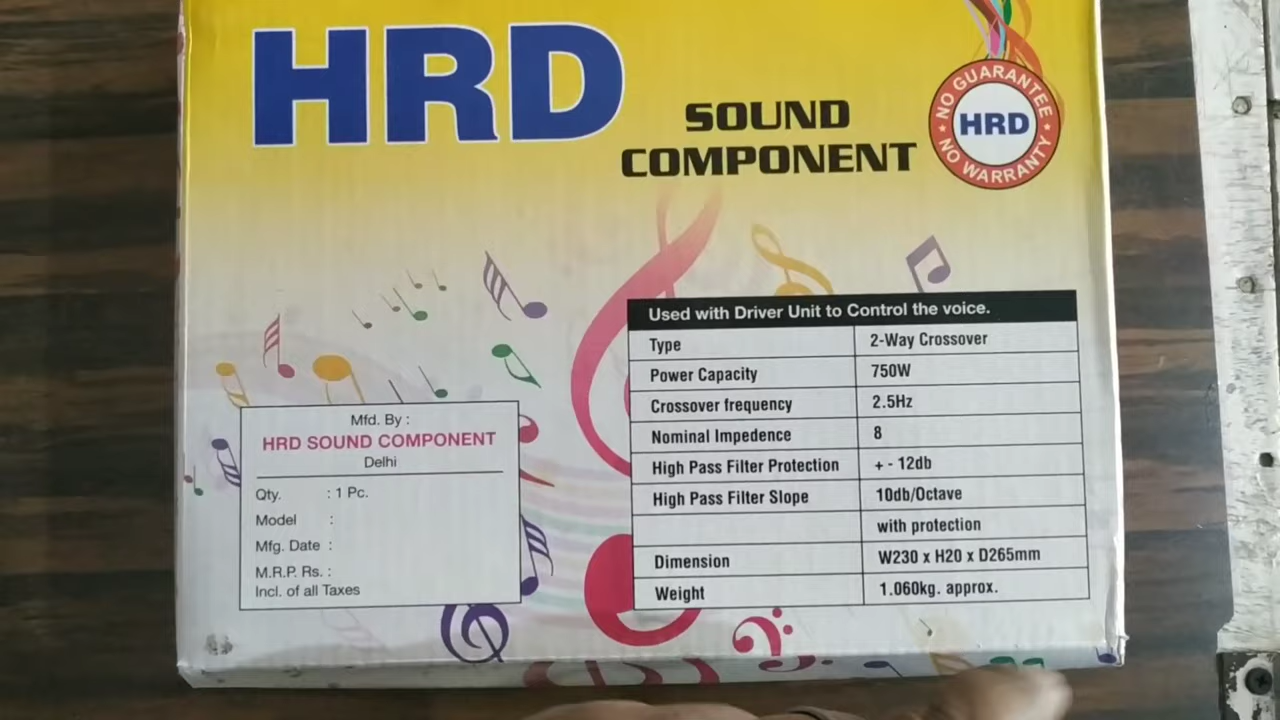 HRD
SOUND
COMPONENT
NO GUARANTEE
HRD
NO WARRANTY
Used with Driver Unit to Control the voice.
Type 2-Way Crossover
Power Capacity 750W
Crossover frequency 2.5Hz
Nominal Impedence 8
High Pass Filter Protection + - 12db
High Pass Filter Slope 10db/Octave
with protection
Dimension W230 x H20 x D265mm
Weight 1.060kg. approx.
Mfd. By :
HRD SOUND COMPONENT
Delhi
Qty. : 1 Pc.
Model :
Mfg. Date :
M.R.P. Rs. :
Incl. of all Taxes